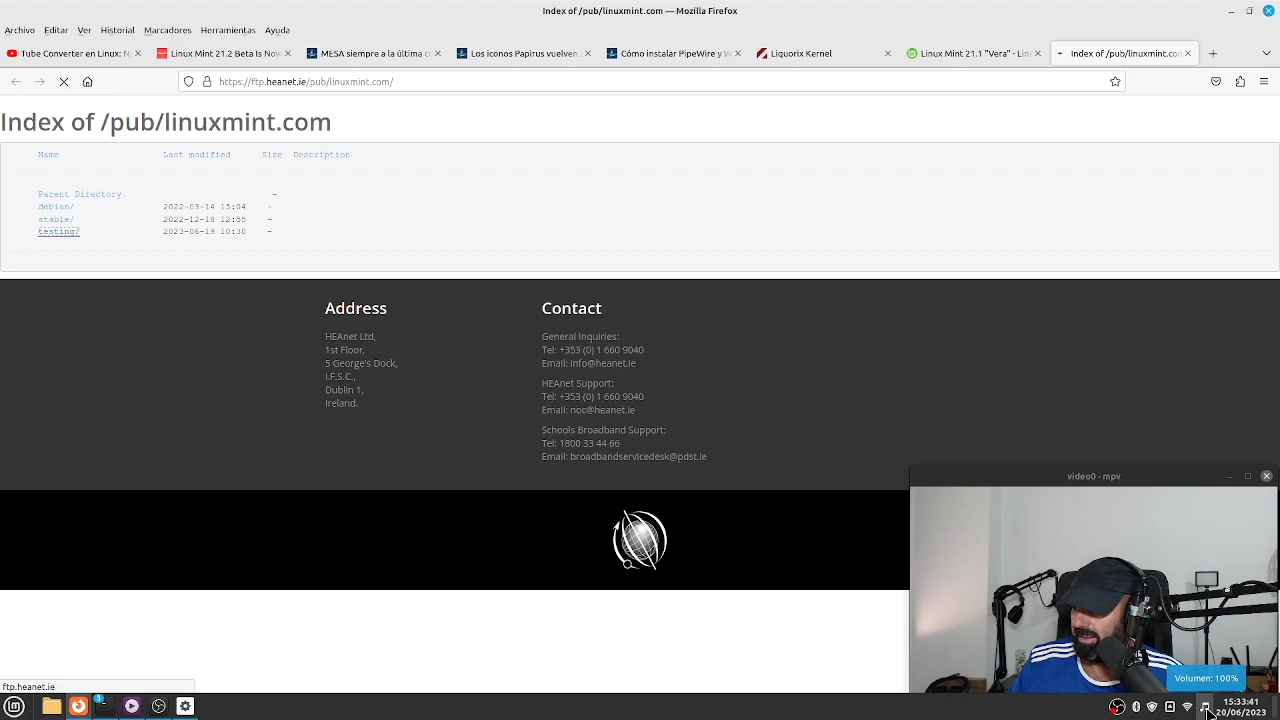 Index of /pub/linuxmint.com — Mozilla Firefox
Archivo Editar Ver Historial Marcadores Herramientas Ayuda
Tube Converter en Linux: N
Linux Mint 21.2 Beta Is Now
MESA siempre a la última co
Los iconos Papirus vuelven a
Cómo instalar PipeWire y W
Liquorix Kernel
Linux Mint 21.1 "Vera" - Lin
Index of /pub/linuxmint.com
https://ftp.heanet.ie/pub/linuxmint.com/
Index of /pub/linuxmint.com
Name Last modified Size Description
Parent Directory -
debian/ 2022-03-14 15:04 -
stable/ 2022-12-18 12:55 -
testing/ 2023-06-19 10:30 -
Address
HEAnet Ltd,
1st Floor,
5 George's Dock,
I.F.S.C.,
Dublin 1,
Ireland.
Contact
General Inquiries:
Tel: +353 (0) 1 660 9040
Email: info@heanet.ie
HEAnet Support:
Tel: +353 (0) 1 660 9040
Email: noc@heanet.ie
Schools Broadband Support:
Tel: 1800 33 44 66
Email: broadbandservicedesk@pdst.ie
video0 - mpv
Volumen: 100%
ftp.heanet.ie
3
15:33:41
20/06/2023